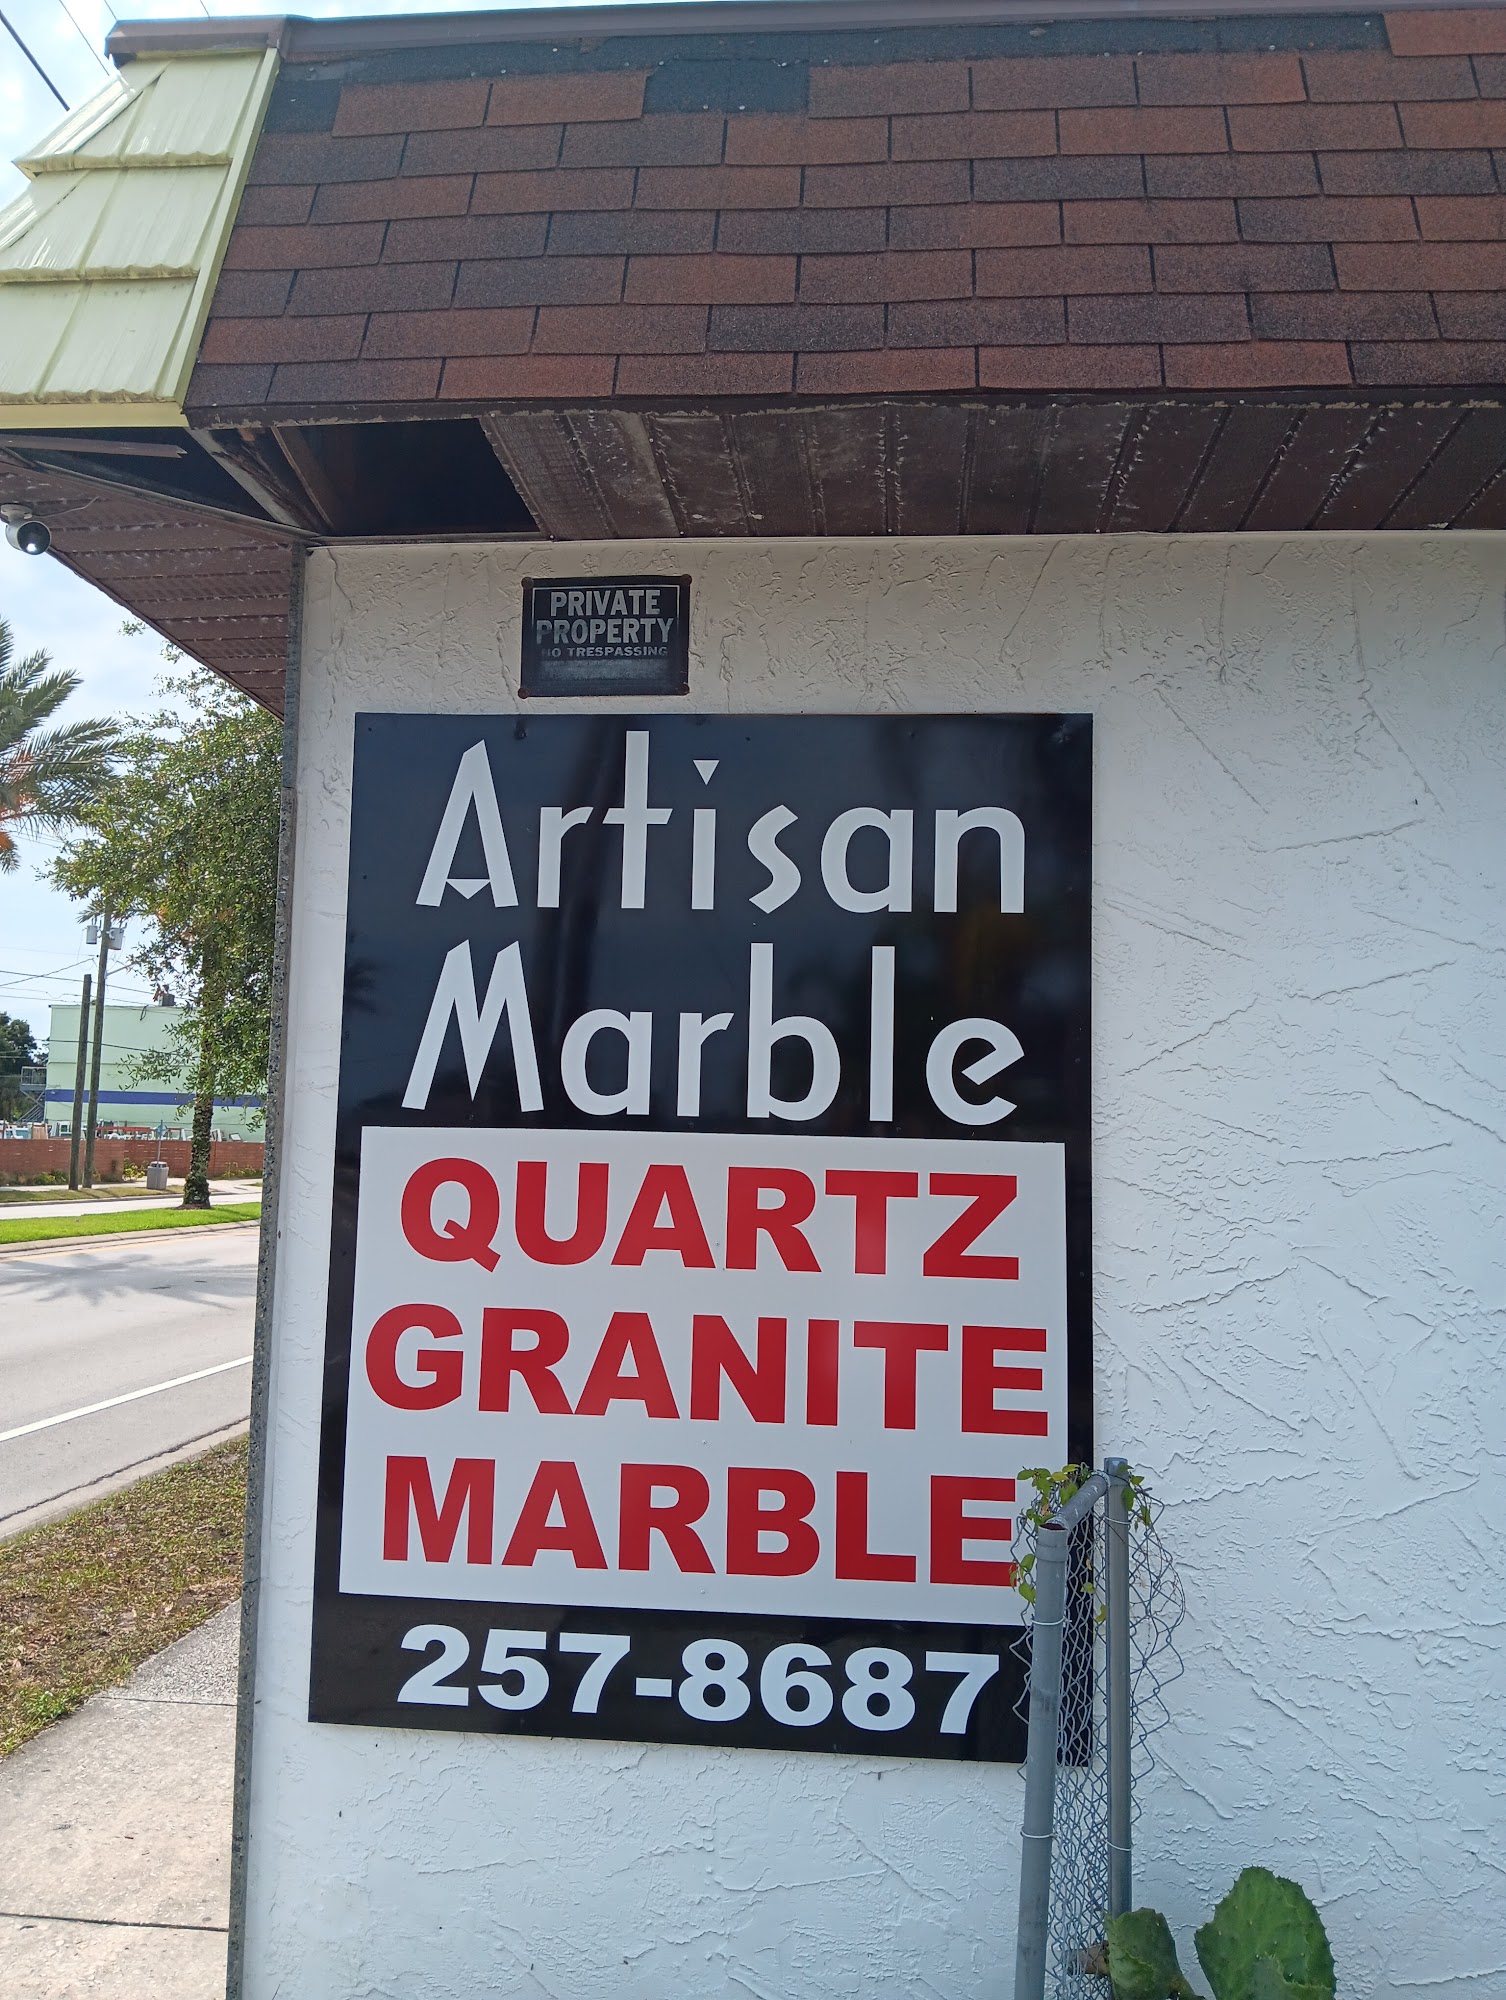 PRIVATE
PROPERTY
NO TRESPASSING
Artisan
Marble
QUARTZ
GRANITE
MARBLE
257-8687